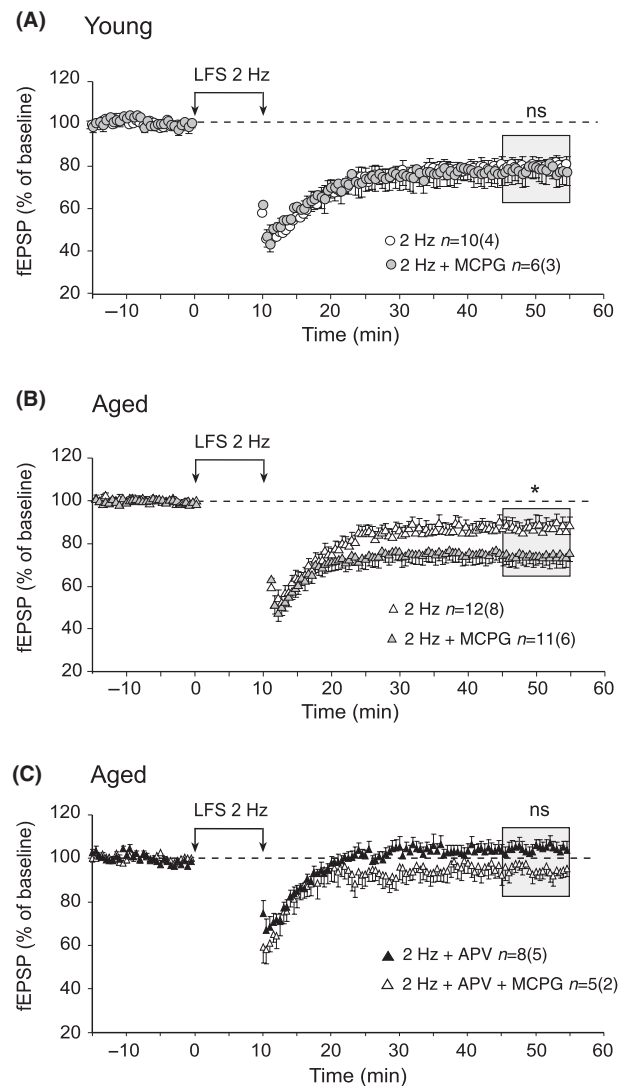 (A) Young
120
LFS 2 Hz
ns
100
80
60
2 Hz n=10(4)
40
2 Hz + MCPG n=6(3)
20
fEPSP (% of baseline)
–10 0 10 20 30 40 50 60
Time (min)
(B) Aged
120
LFS 2 Hz
*
100
80
60
2 Hz n=12(8)
40
2 Hz + MCPG n=11(6)
20
fEPSP (% of baseline)
–10 0 10 20 30 40 50 60
Time (min)
(C) Aged
120
LFS 2 Hz
ns
100
80
60
2 Hz + APV n=8(5)
40
2 Hz + APV + MCPG n=5(2)
20
fEPSP (% of baseline)
–10 0 10 20 30 40 50 60
Time (min)